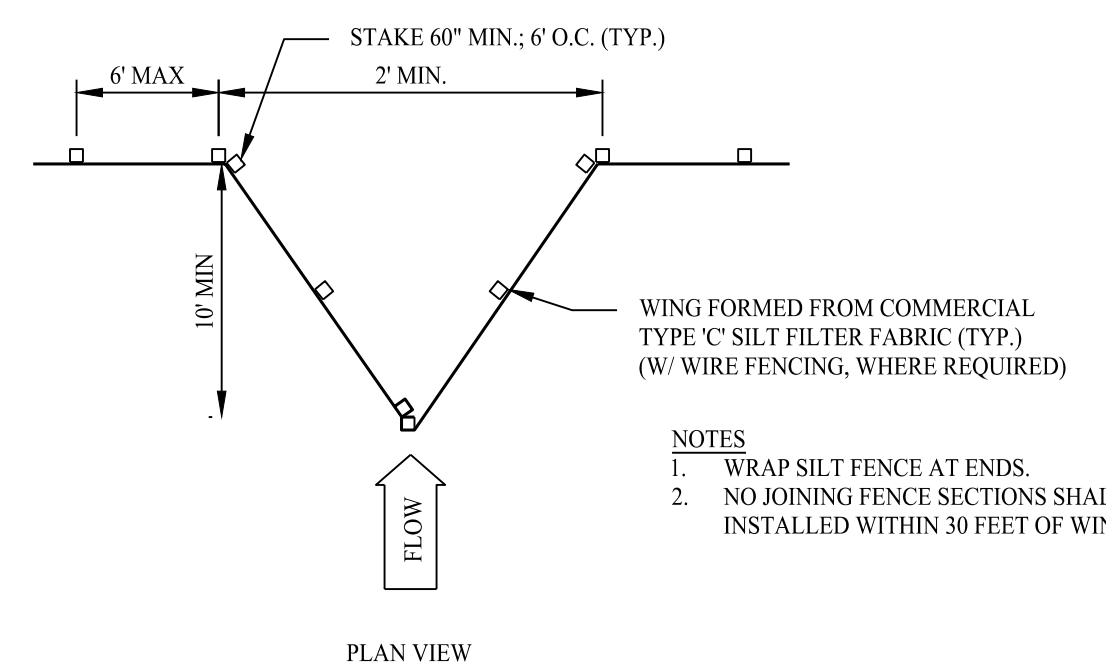 STAKE 60" MIN.; 6' O.C. (TYP.)
6' MAX
2' MIN.
10' MIN
WING FORMED FROM COMMERCIAL
TYPE 'C' SILT FILTER FABRIC (TYP.)
(W/ WIRE FENCING, WHERE REQUIRED)
NOTES
1. WRAP SILT FENCE AT ENDS.
2. NO JOINING FENCE SECTIONS
INSTALLED WITHIN 30 FEET OF
FLOW
PLAN VIEW